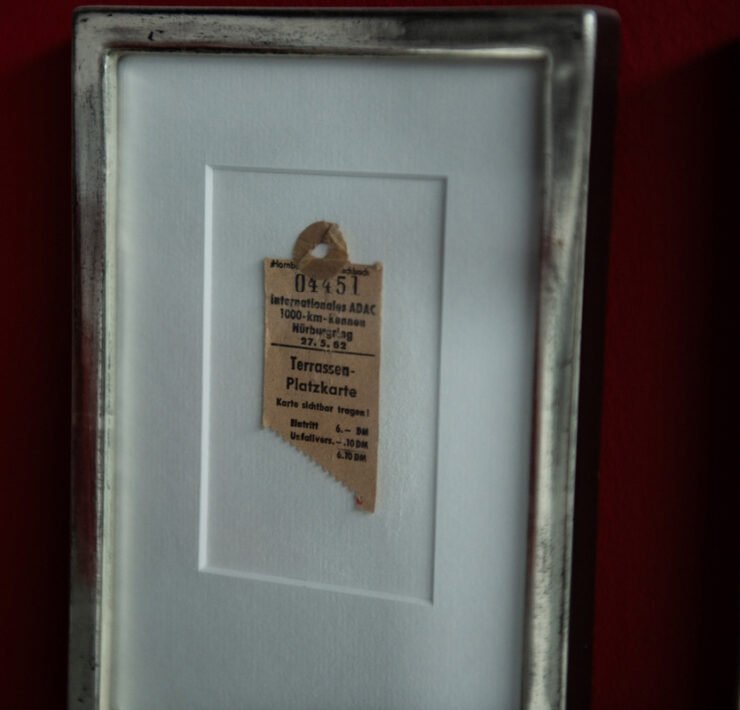 04451
Internationales ADAC
1000-km-Rennen
Nürburgring
27. 5. 62
Terrassen-
Platzkarte
Karte sichtbar tragen!
Eintritt 6.– DM
Unfallvers. –.10 DM
6.10 DM